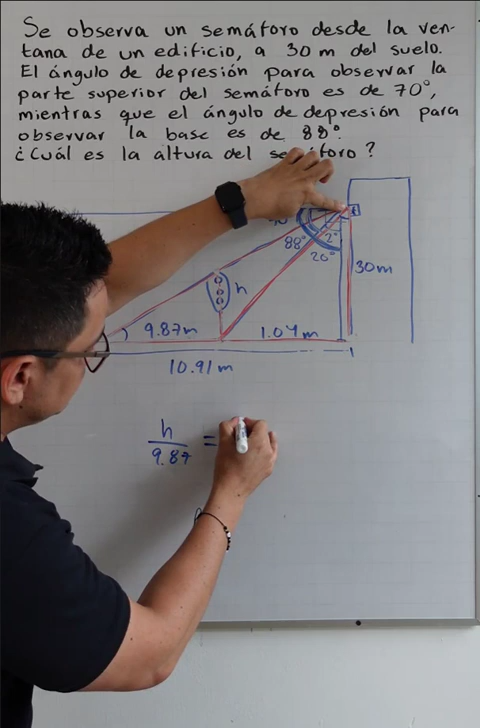 Se observa un semáforo desde la ven-
tana de un edificio, a 30 m del suelo.
El ángulo de depresión para observar la
parte superior del semáforo es de 70°,
mientras que el ángulo de depresión para
observar la base es de 88°.
¿Cuál es la altura del semáforo?
88°
2°
20°
h
30m
9.87m
1.04m
10.91m
h
9.87
=